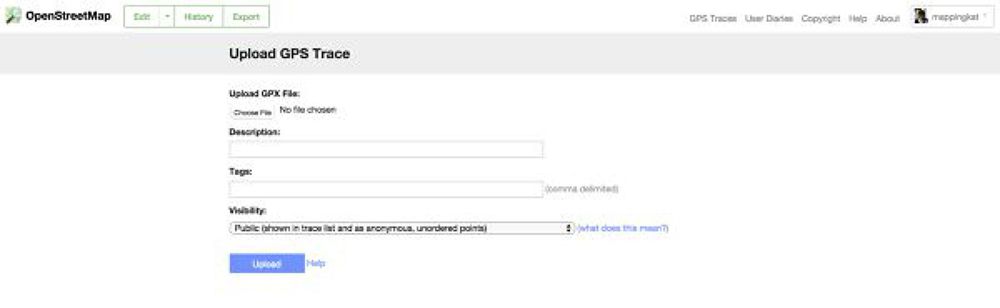 OpenStreetMap Edit History Export GPS Traces User Diaries Copyright Help About mappingkat
Upload GPS Trace
Upload GPX File:
Choose File No file chosen
Description:
Tags:
(comma delimited)
Visibility:
Public (shown in trace list and as anonymous, unordered points) (what does this mean?)
Upload Help